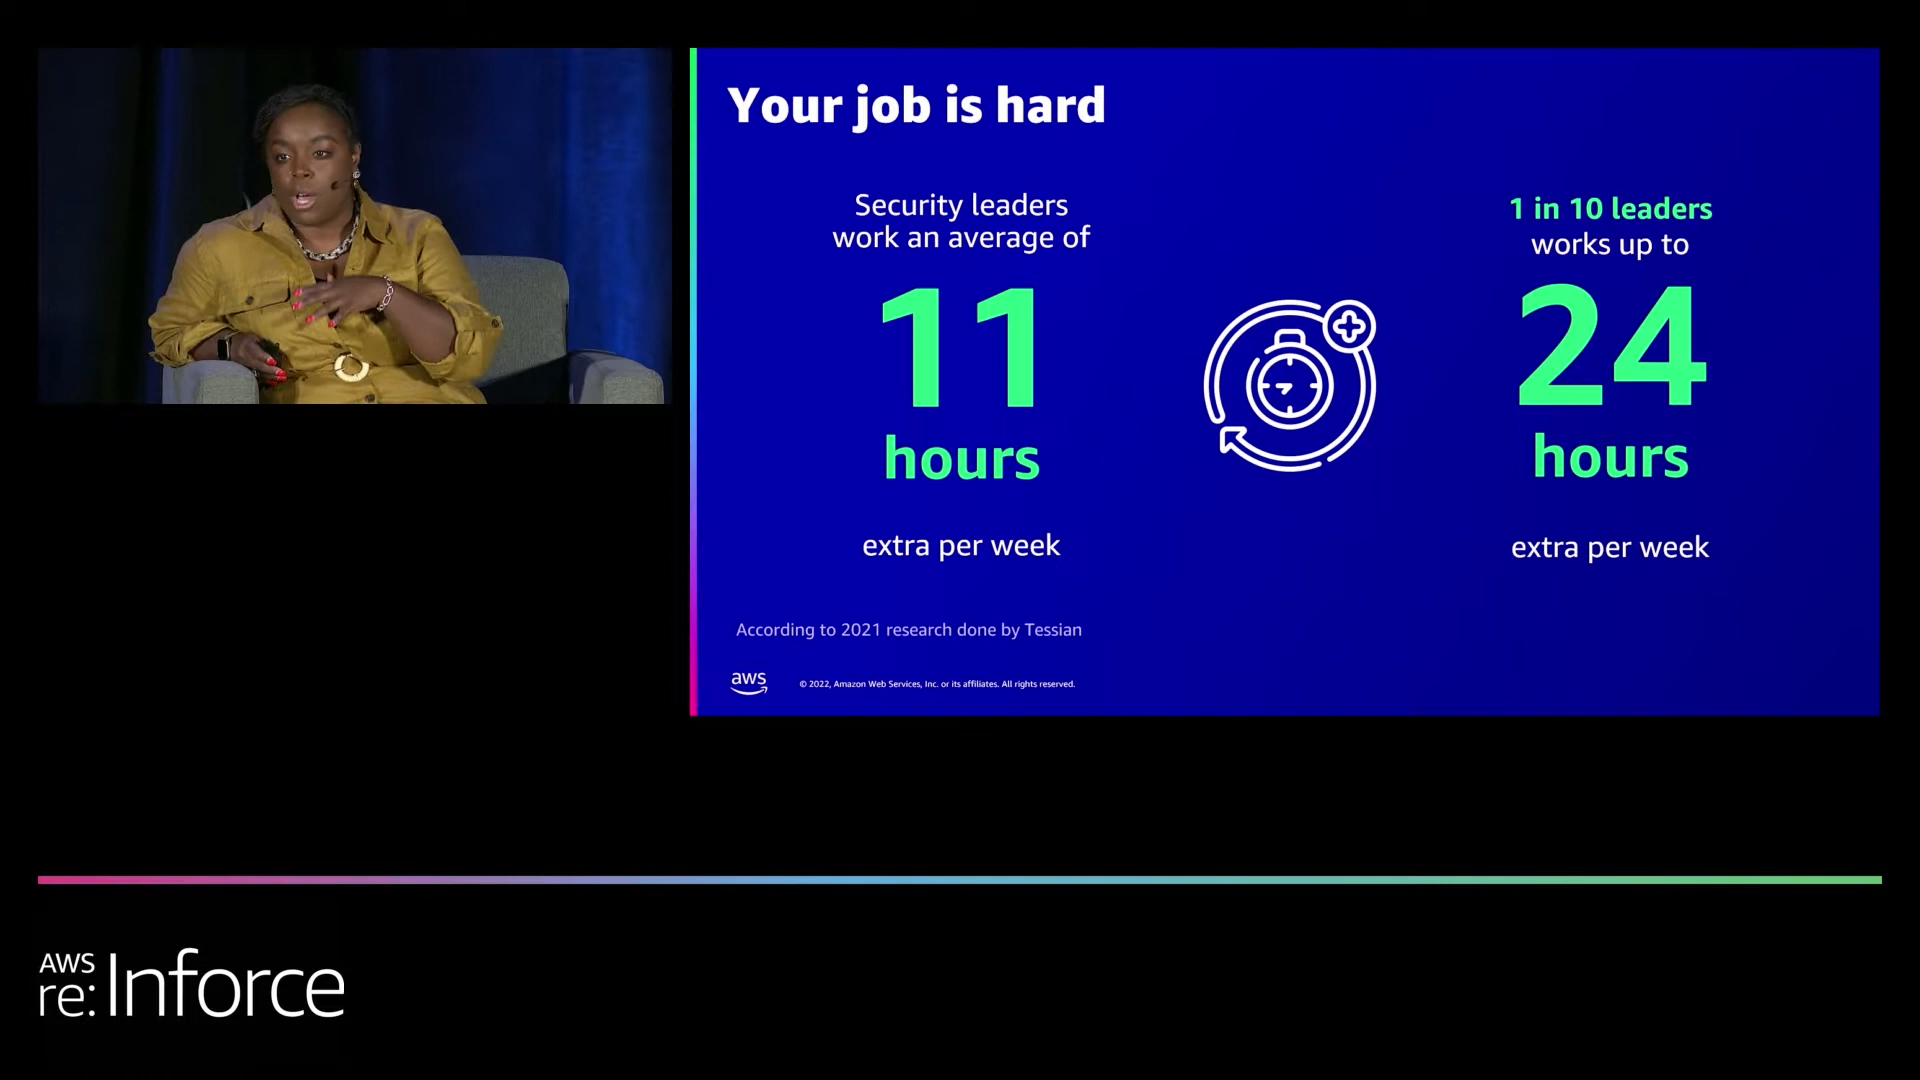 Your job is hard
Security leaders
work an average of
11
hours
extra per week
1 in 10 leaders
works up to
24
hours
extra per week
According to 2021 research done by Tessian
aws
© 2022, Amazon Web Services, Inc. or its affiliates. All rights reserved.
AWS
re:Inforce